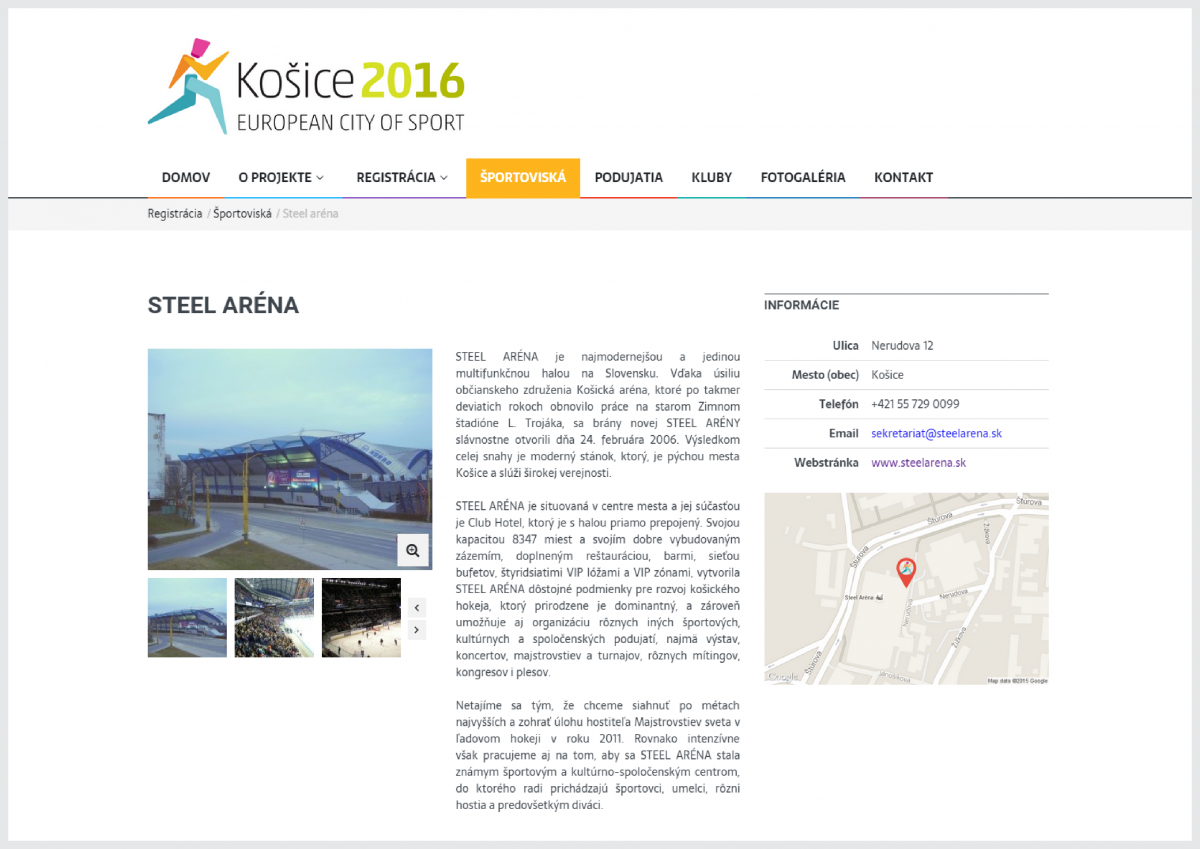 Košice 2016
EUROPEAN CITY OF SPORT
DOMOV O PROJEKTE REGISTRÁCIA ŠPORTOVISKÁ PODUJATIA KLUBY FOTOGALÉRIA KONTAKT
Registrácia / Športoviská / Steel aréna
STEEL ARÉNA
STEEL ARÉNA je najmodernejšou a jedinou
multifunkčnou halou na Slovensku. Vďaka úsiliu
občianskeho združenia Košická aréna, ktoré po takmer
deviatich rokoch obnovilo práce na starom Zimnom
štadióne L. Trojáka, sa brány novej STEEL ARÉNY
slávnostne otvorili dňa 24. februára 2006. Výsledkom
celej snahy je moderný stánok, ktorý, je pýchou mesta
Košice a slúži širokej verejnosti.
STEEL ARÉNA je situovaná v centre mesta a jej súčasťou
je Club Hotel, ktorý je s halou priamo prepojený. Svojou
kapacitou 8347 miest a svojím dobre vybudovaným
zázemím, doplneným reštauráciou, barmi, sieťou
bufetov, štyridsiatimi VIP lóžami a VIP zónami, vytvorila
STEEL ARÉNA dôstojné podmienky pre rozvoj košického
hokeja, ktorý prirodzene je dominantný, a zároveň
umožňuje aj organizáciu rôznych iných športových,
kultúrnych a spoločenských podujatí, najmä výstav,
koncertov, majstrovstiev a turnajov, rôznych mítingov,
kongresov i plesov.
Netajíme sa tým, že chceme siahnuť po métach
najvyšších a zohrať úlohu hostiteľa Majstrovstiev sveta v
ľadovom hokeji v roku 2011. Rovnako intenzívne
však pracujeme aj na tom, aby sa STEEL ARÉNA stala
známym športovým a kultúrno-spoločenským centrom,
do ktorého radi prichádzajú športovci, umelci, rôzni
hostia a predovšetkým diváci.
INFORMÁCIE
Ulica Nerudova 12
Mesto (obec) Košice
Telefón +421 55 729 0099
Email sekretariat@steelarena.sk
Webstránka www.steelarena.sk
Štúrova
Štúrova
Žižkova
Štúrova
Steel Aréna
Nerudova
Nerudova
Žižkova
Štúrova
Jánošíkova
Google
Map data ©2015 Google